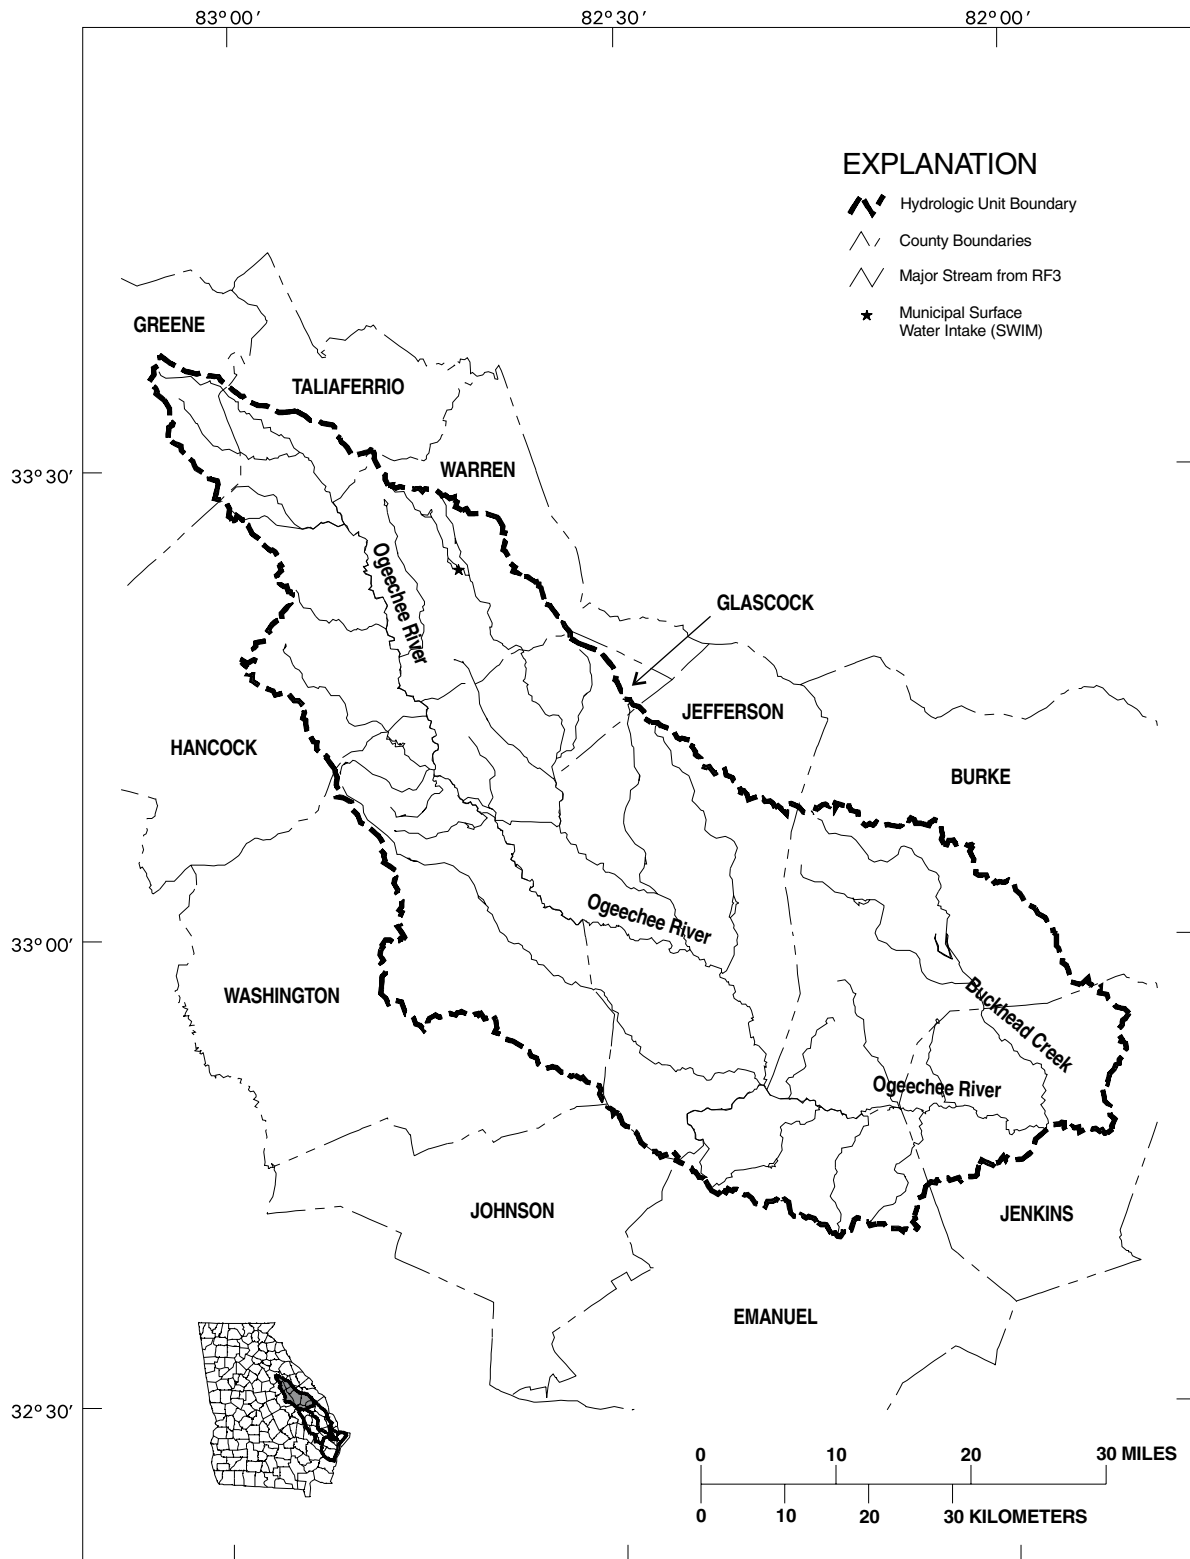 83°00′ 82°30′ 82°00′
EXPLANATION
Hydrologic Unit Boundary
County Boundaries
Major Stream from RF3
Municipal Surface
Water Intake (SWIM)
GREENE
TALIAFERRIO
WARREN
33°30′
Ogeechee River
GLASCOCK
JEFFERSON
HANCOCK
BURKE
Ogeechee River
33°00′
WASHINGTON
Buckhead Creek
Ogeechee River
JOHNSON
JENKINS
EMANUEL
32°30′
0 10 20 30 MILES
0 10 20 30 KILOMETERS